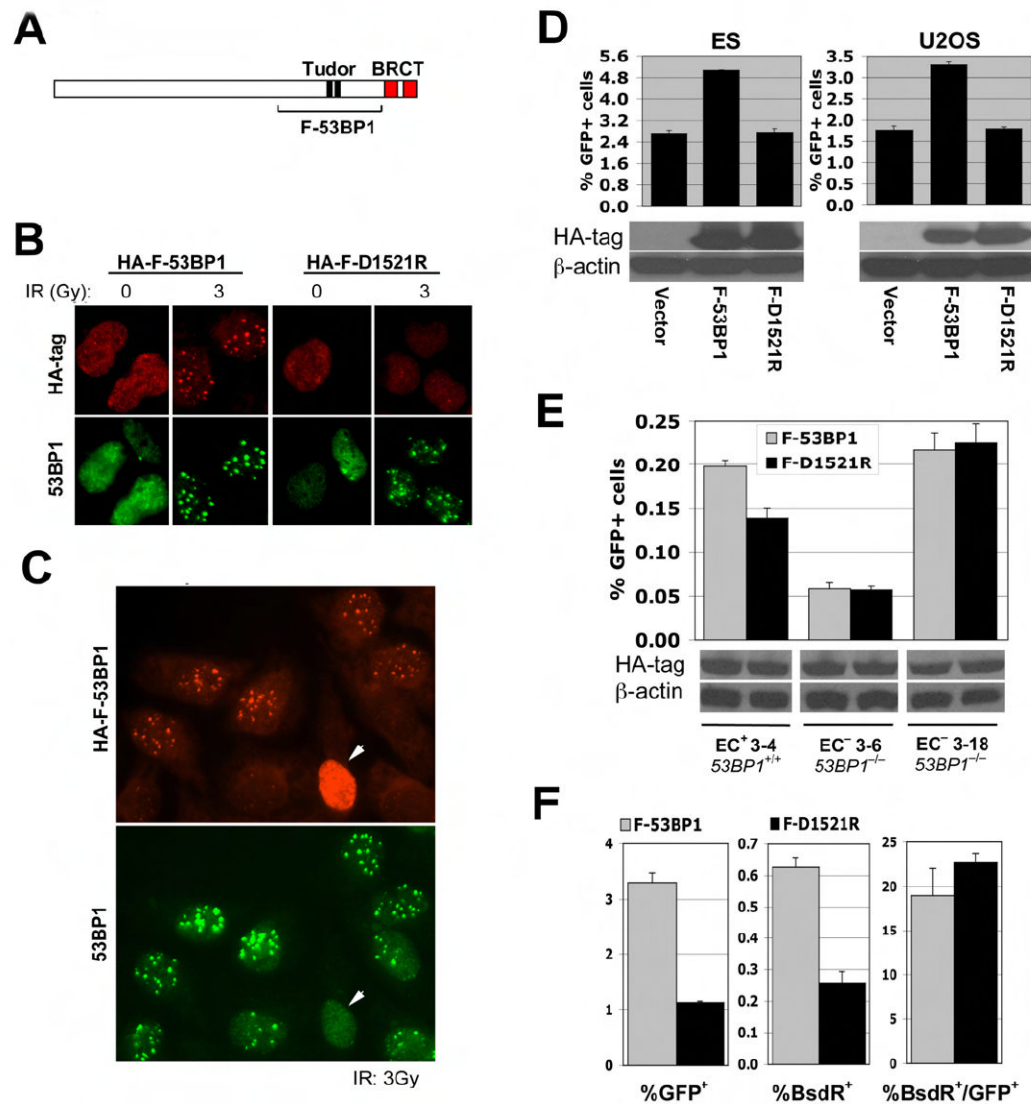 A
Tudor BRCT
F-53BP1
B
HA-F-53BP1 HA-F-D1521R
IR (Gy): 0 3 0 3
HA-tag
53BP1
C
HA-F-53BP1
53BP1
IR: 3Gy
D
ES
% GFP+ cells
5.6
4.8
4.0
3.2
2.4
1.6
0.8
0.0
U2OS
% GFP+ cells
3.5
3.0
2.5
2.0
1.5
1.0
0.5
0.0
HA-tag
β-actin
Vector
F-53BP1
F-D1521R
Vector
F-53BP1
F-D1521R
E
% GFP+ cells
0.25
0.20
0.15
0.10
0.05
0.00
F-53BP1
F-D1521R
HA-tag
β-actin
EC⁺ 3-4 EC⁻ 3-6 EC⁻ 3-18
53BP1⁺/⁺ 53BP1⁻/⁻ 53BP1⁻/⁻
F
F-53BP1 F-D1521R
4
3
2
1
0
%GFP⁺
0.7
0.6
0.5
0.4
0.3
0.2
0.1
0.0
%BsdR⁺
25
20
15
10
5
0
%BsdR⁺/GFP⁺